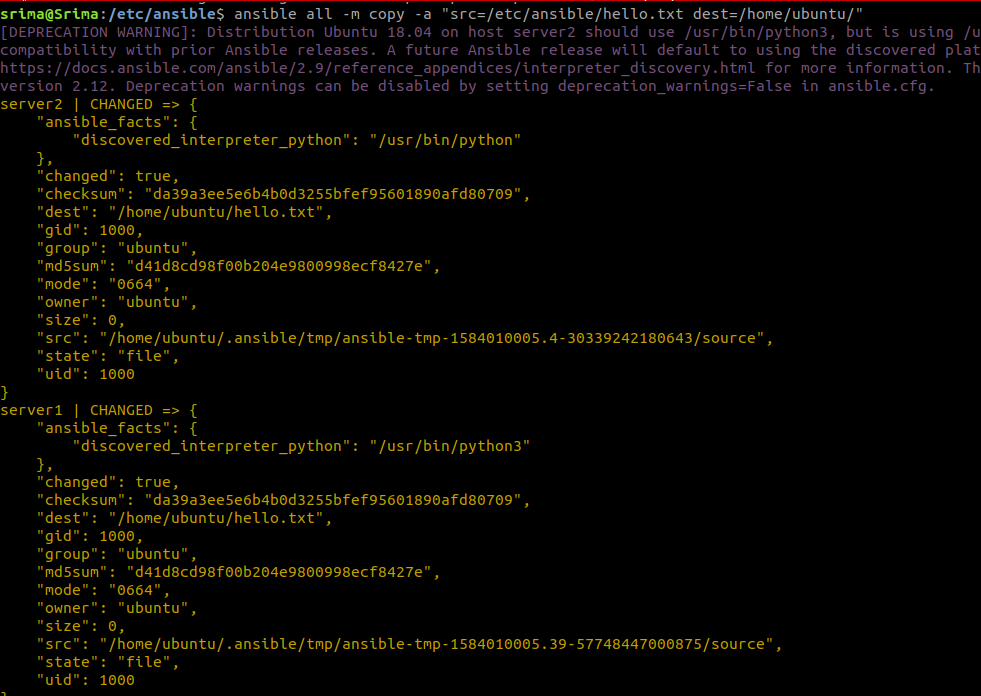 srima@Srima:/etc/ansible$ ansible all -m copy -a "src=/etc/ansible/hello.txt dest=/home/ubuntu/"
[DEPRECATION WARNING]: Distribution Ubuntu 18.04 on host server2 should use /usr/bin/python3, but is using /u
compatibility with prior Ansible releases. A future Ansible release will default to using the discovered plat
https://docs.ansible.com/ansible/2.9/reference_appendices/interpreter_discovery.html for more information. Th
version 2.12. Deprecation warnings can be disabled by setting deprecation_warnings=False in ansible.cfg.
server2 | CHANGED => {
    "ansible_facts": {
        "discovered_interpreter_python": "/usr/bin/python"
    },
    "changed": true,
    "checksum": "da39a3ee5e6b4b0d3255bfef95601890afd80709",
    "dest": "/home/ubuntu/hello.txt",
    "gid": 1000,
    "group": "ubuntu",
    "md5sum": "d41d8cd98f00b204e9800998ecf8427e",
    "mode": "0664",
    "owner": "ubuntu",
    "size": 0,
    "src": "/home/ubuntu/.ansible/tmp/ansible-tmp-1584010005.4-30339242180643/source",
    "state": "file",
    "uid": 1000
}
server1 | CHANGED => {
    "ansible_facts": {
        "discovered_interpreter_python": "/usr/bin/python3"
    },
    "changed": true,
    "checksum": "da39a3ee5e6b4b0d3255bfef95601890afd80709",
    "dest": "/home/ubuntu/hello.txt",
    "gid": 1000,
    "group": "ubuntu",
    "md5sum": "d41d8cd98f00b204e9800998ecf8427e",
    "mode": "0664",
    "owner": "ubuntu",
    "size": 0,
    "src": "/home/ubuntu/.ansible/tmp/ansible-tmp-1584010005.39-57748447000875/source",
    "state": "file",
    "uid": 1000